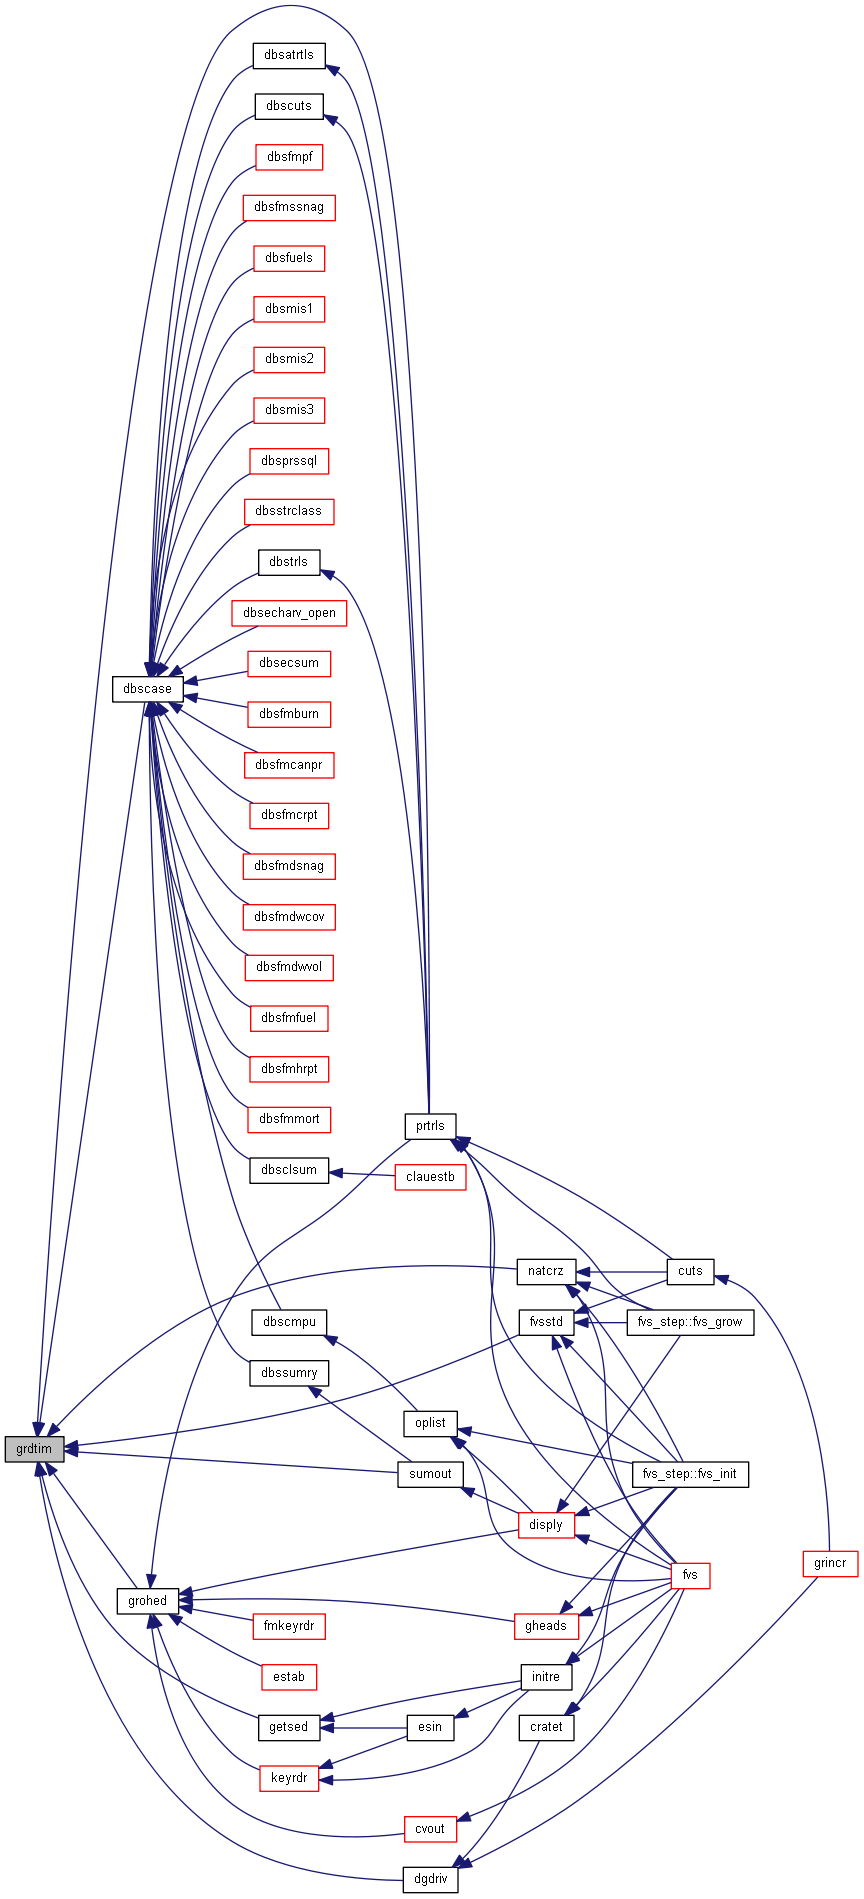 dbsatrtls
dbscuts
dbsfmpf
dbsfmssnag
dbsfuels
dbsmis1
dbsmis2
dbsmis3
dbsprssql
dbsstrclass
dbstrls
dbsecharv_open
dbsecsum
dbscase
dbsfmburn
dbsfmcanpr
dbsfmcrpt
dbsfmdsnag
dbsfmdwcov
dbsfmdwvol
dbsfmfuel
dbsfmhrpt
dbsfmmort
prtrls
dbsclsum
clauestb
natcrz
cuts
dbscmpu
fvsstd
fvs_step::fvs_grow
dbssumry
oplist
grdtim
sumout
fvs_step::fvs_init
disply
grincr
fvs
grohed
fmkeyrdr
gheads
estab
initre
getsed
esin
cratet
keyrdr
cvout
dgdriv